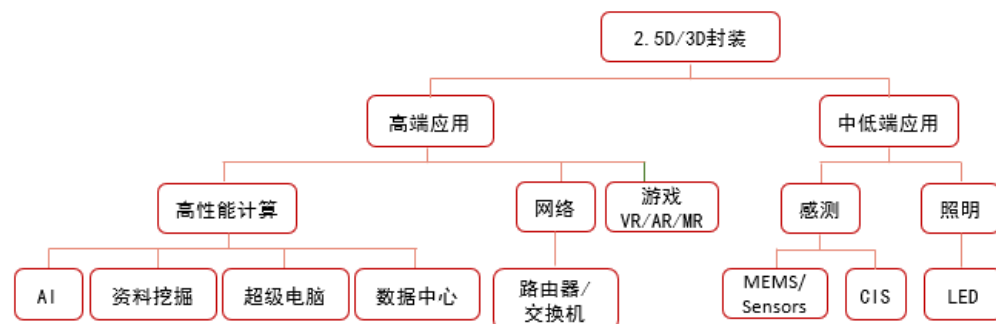 2.5D/3D封装
高端应用
中低端应用
高性能计算
网络
游戏
VR/AR/MR
感测
照明
AI
资料挖掘
超级电脑
数据中心
路由器/
交换机
MEMS/
Sensors
CIS
LED